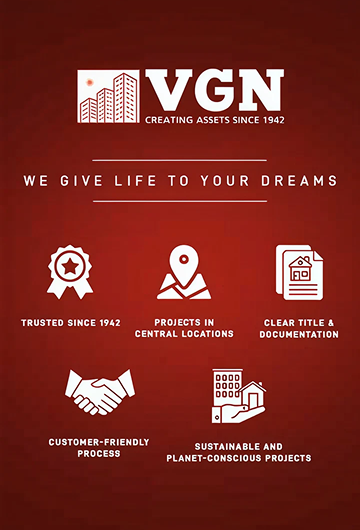 VGN
CREATING ASSETS SINCE 1942
WE GIVE LIFE TO YOUR DREAMS
TRUSTED SINCE 1942
PROJECTS IN
CENTRAL LOCATIONS
CLEAR TITLE &
DOCUMENTATION
CUSTOMER-FRIENDLY
PROCESS
SUSTAINABLE AND
PLANET-CONSCIOUS PROJECTS